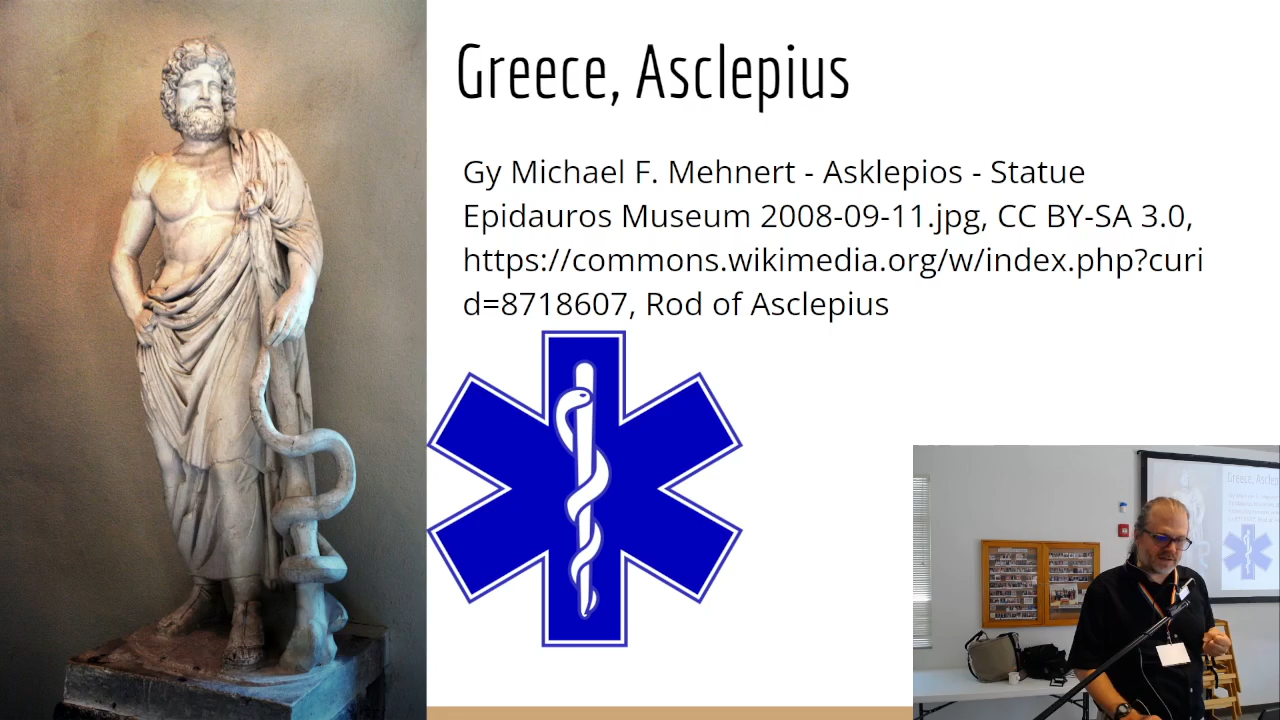 Greece, Asclepius
Gy Michael F. Mehnert - Asklepios - Statue
Epidauros Museum 2008-09-11.jpg, CC BY-SA 3.0,
https://commons.wikimedia.org/w/index.php?curi
d=8718607, Rod of Asclepius
Greece,